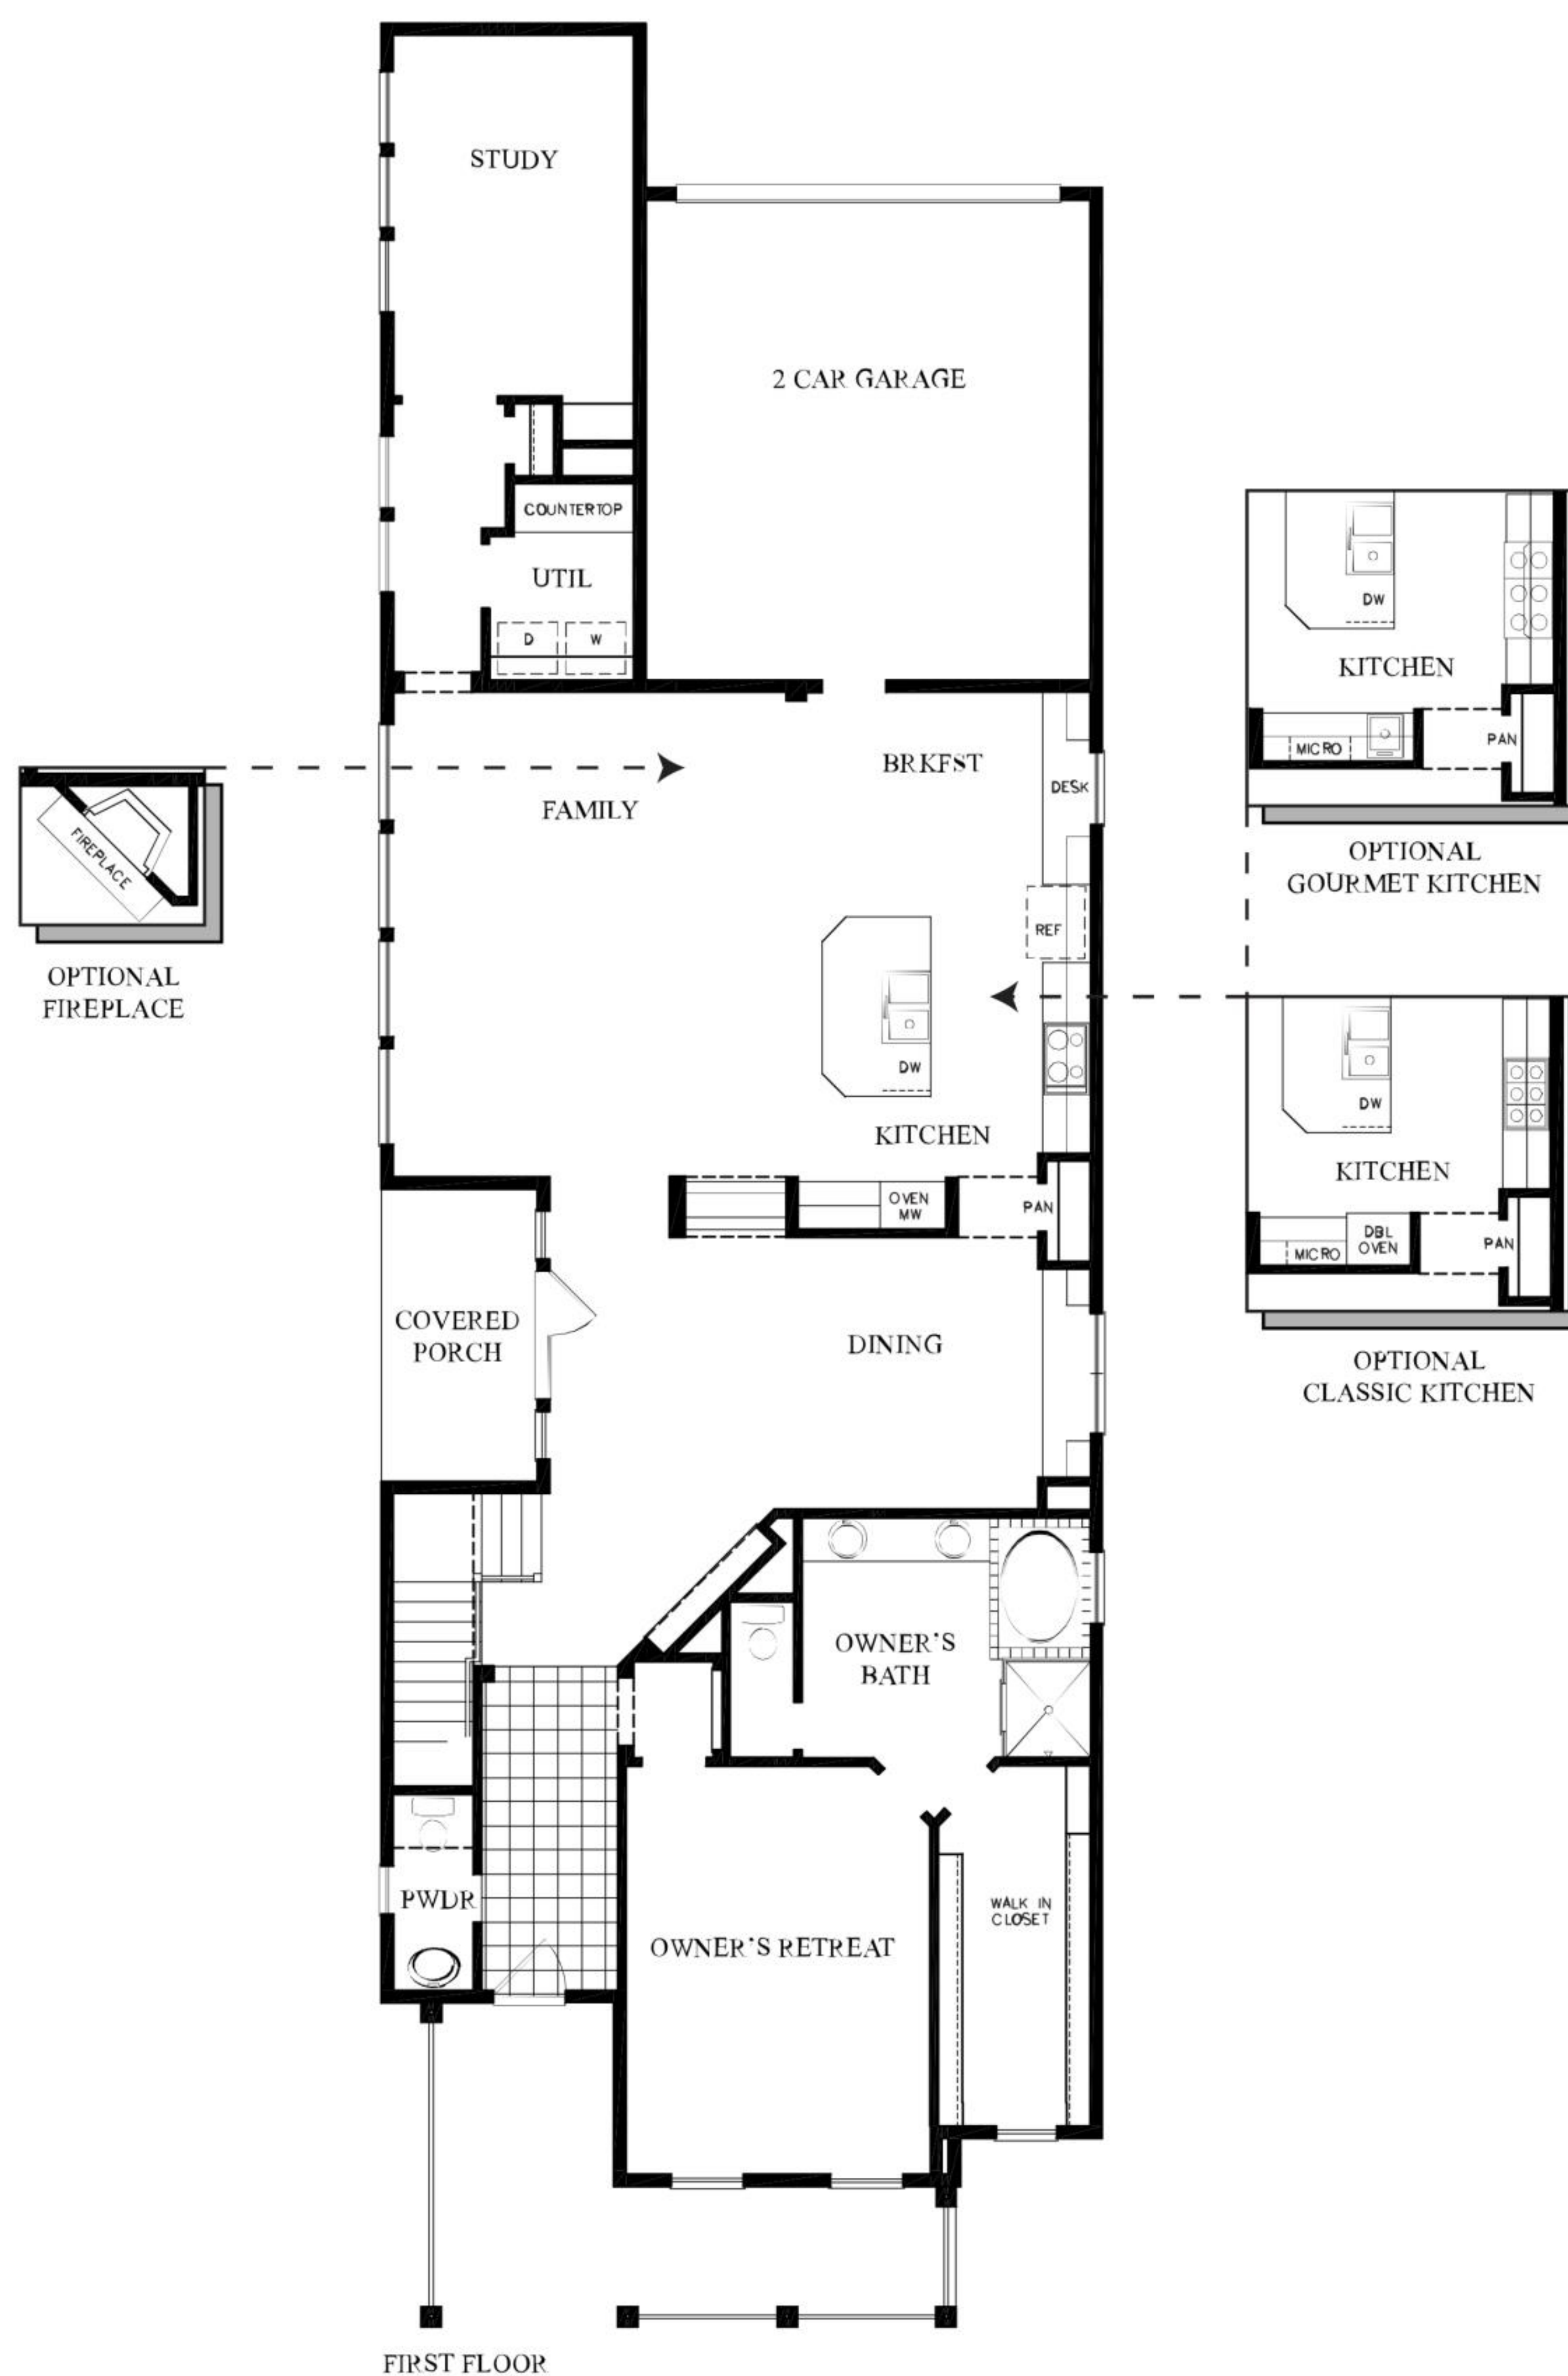 STUDY
2 CAR GARAGE
COUNTERTOP
UTIL
D
W
BRKFST
DESK
FAMILY
FIREPLACE
OPTIONAL
FIREPLACE
REF
DW
KITCHEN
OVEN
MW
PAN
COVERED
PORCH
DINING
OWNER'S
BATH
PWDR
OWNER'S RETREAT
WALK IN
CLOSET
FIRST FLOOR
DW
KITCHEN
MICRO
PAN
OPTIONAL
GOURMET KITCHEN
DW
KITCHEN
MICRO
DBL
OVEN
PAN
OPTIONAL
CLASSIC KITCHEN